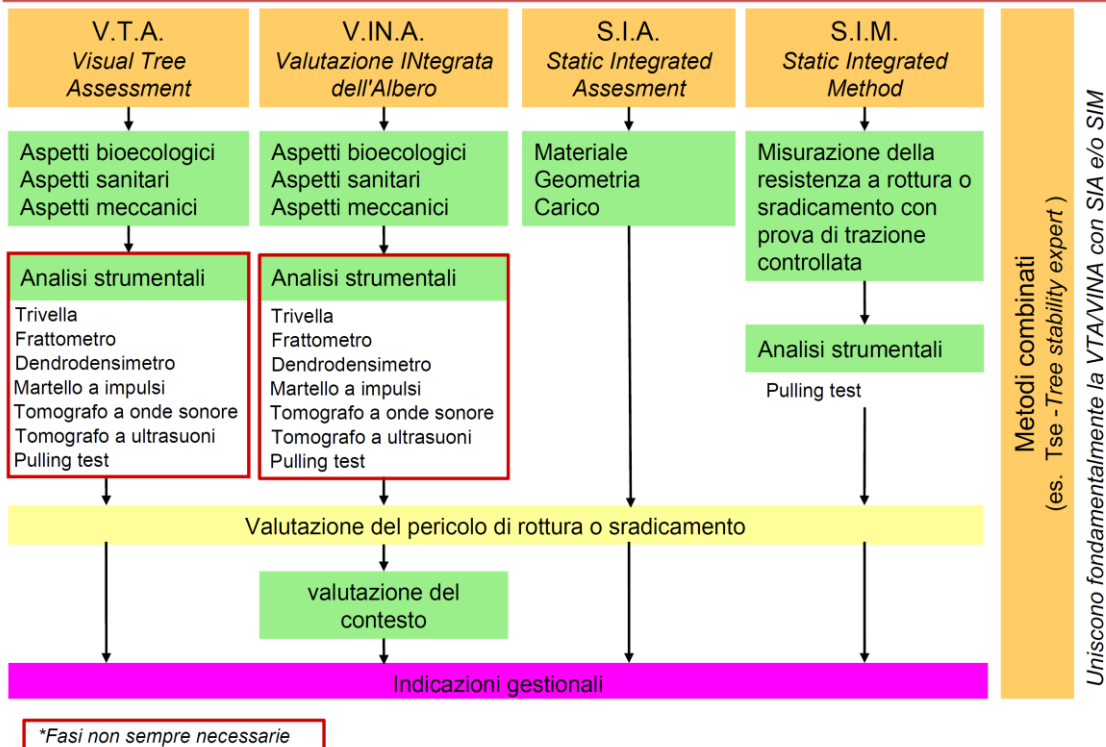 V.T.A.
Visual Tree
Assessment
V.IN.A.
Valutazione INtegrata
dell'Albero
S.I.A.
Static Integrated
Assesment
S.I.M.
Static Integrated
Method
Aspetti bioecologici
Aspetti sanitari
Aspetti meccanici
Aspetti bioecologici
Aspetti sanitari
Aspetti meccanici
Materiale
Geometria
Carico
Misurazione della
resistenza a rottura o
sradicamento con
prova di trazione
controllata
Analisi strumentali
Trivella
Frattometro
Dendrodensimetro
Martello a impulsi
Tomografo a onde sonore
Tomografo a ultrasuoni
Pulling test
Analisi strumentali
Trivella
Frattometro
Dendrodensimetro
Martello a impulsi
Tomografo a onde sonore
Tomografo a ultrasuoni
Pulling test
Analisi strumentali
Pulling test
Valutazione del pericolo di rottura o sradicamento
valutazione del
contesto
Indicazioni gestionali
*Fasi non sempre necessarie
Metodi combinati
(es. Tse -Tree stability expert )
Uniscono fondamentalmente la VTA/VINA con SIA e/o SIM